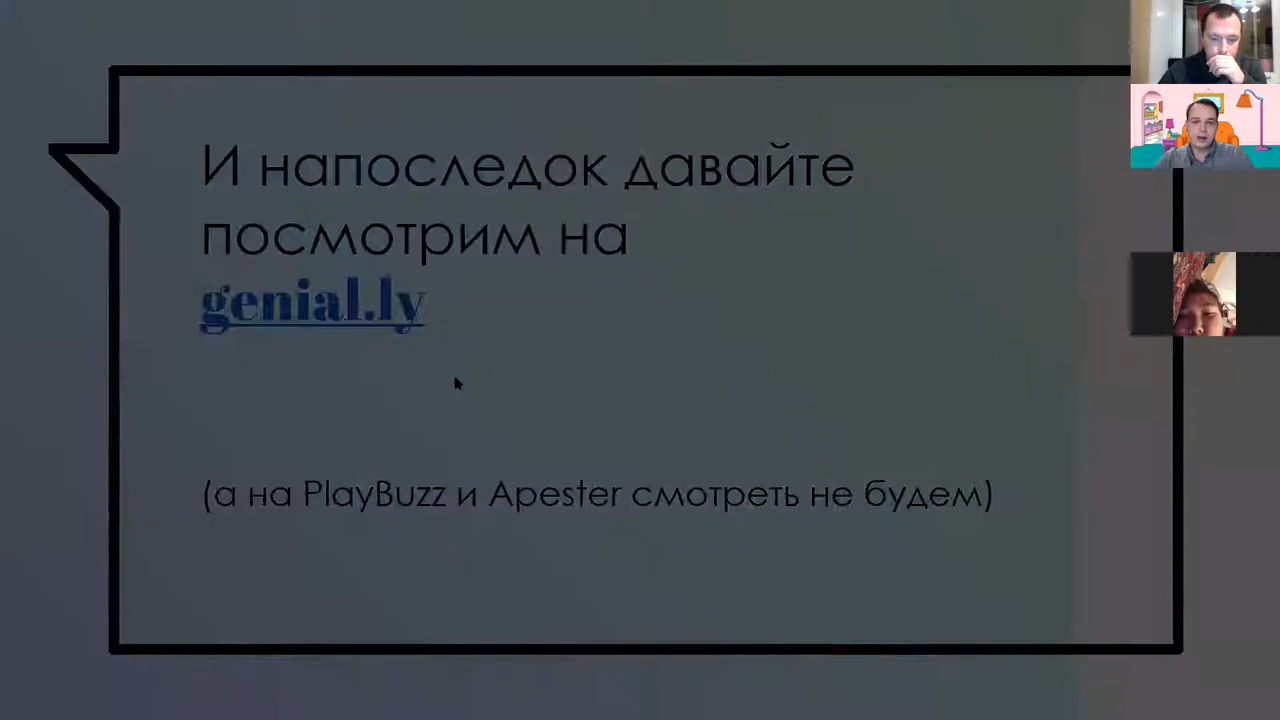 И напоследок давайте
посмотрим на
genial.ly
(а на PlayBuzz и Apester смотреть не будем)